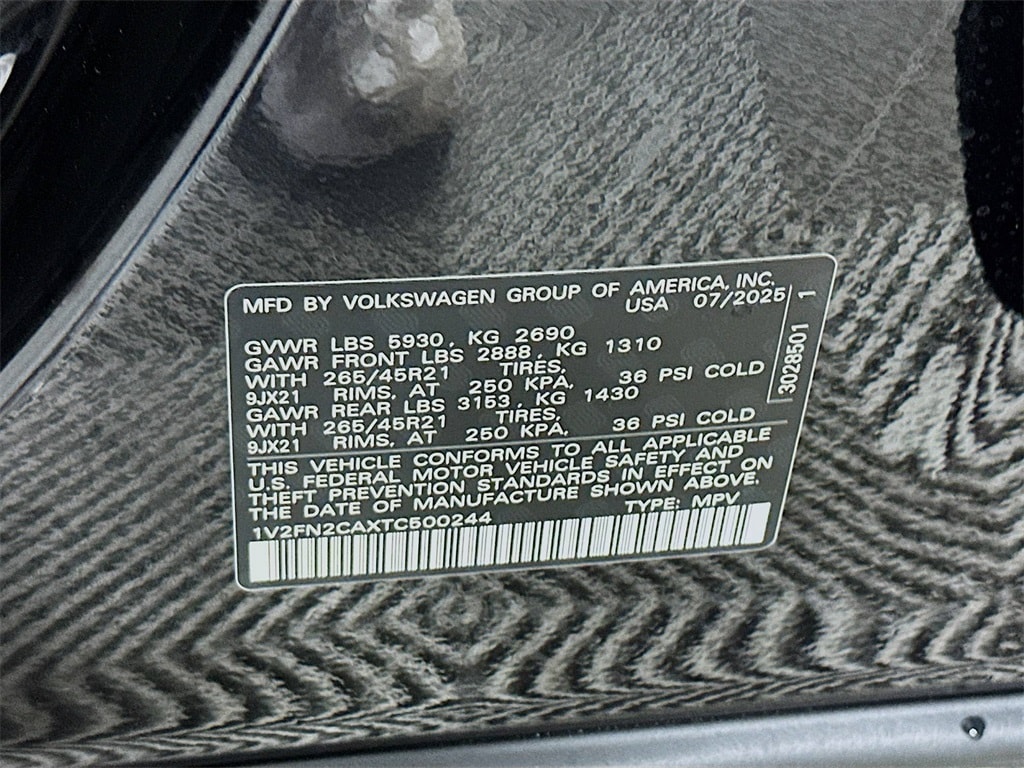 MFD BY VOLKSWAGEN GROUP OF AMERICA, INC.
USA 07/2025
GVWR LBS 5930, KG 2690
GAWR FRONT LBS 2888, KG 1310
WITH 265/45R21 TIRES,
9JX21 RIMS, AT 250 KPA, 36 PSI COLD
GAWR REAR LBS 3153, KG 1430
WITH 265/45R21 TIRES,
9JX21 RIMS, AT 250 KPA, 36 PSI COLD
THIS VEHICLE CONFORMS TO ALL APPLICABLE
U.S. FEDERAL MOTOR VEHICLE SAFETY AND
THEFT PREVENTION STANDARDS IN EFFECT ON
THE DATE OF MANUFACTURE SHOWN ABOVE.
1V2FN2CAXTC500244 TYPE: MPV
3028501 1